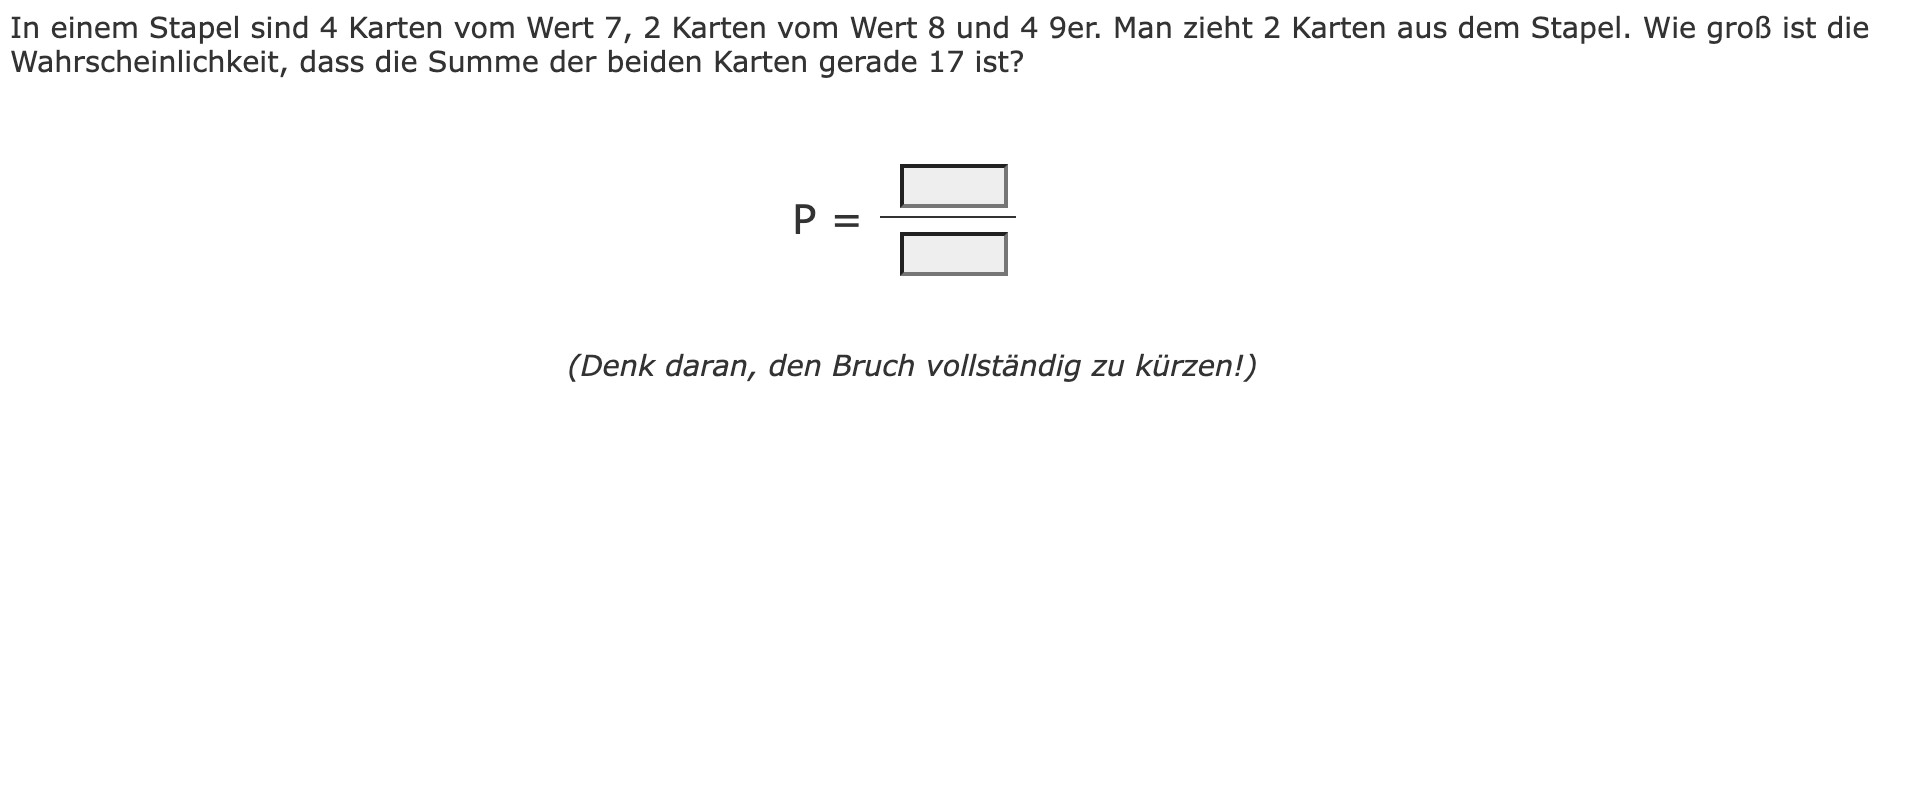 In einem Stapel sind 4 Karten vom Wert 7, 2 Karten vom Wert 8 und 4 9er. Man zieht 2 Karten aus dem Stapel. Wie groß ist die
Wahrscheinlichkeit, dass die Summe der beiden Karten gerade 17 ist?
P =
(Denk daran, den Bruch vollständig zu kürzen!)